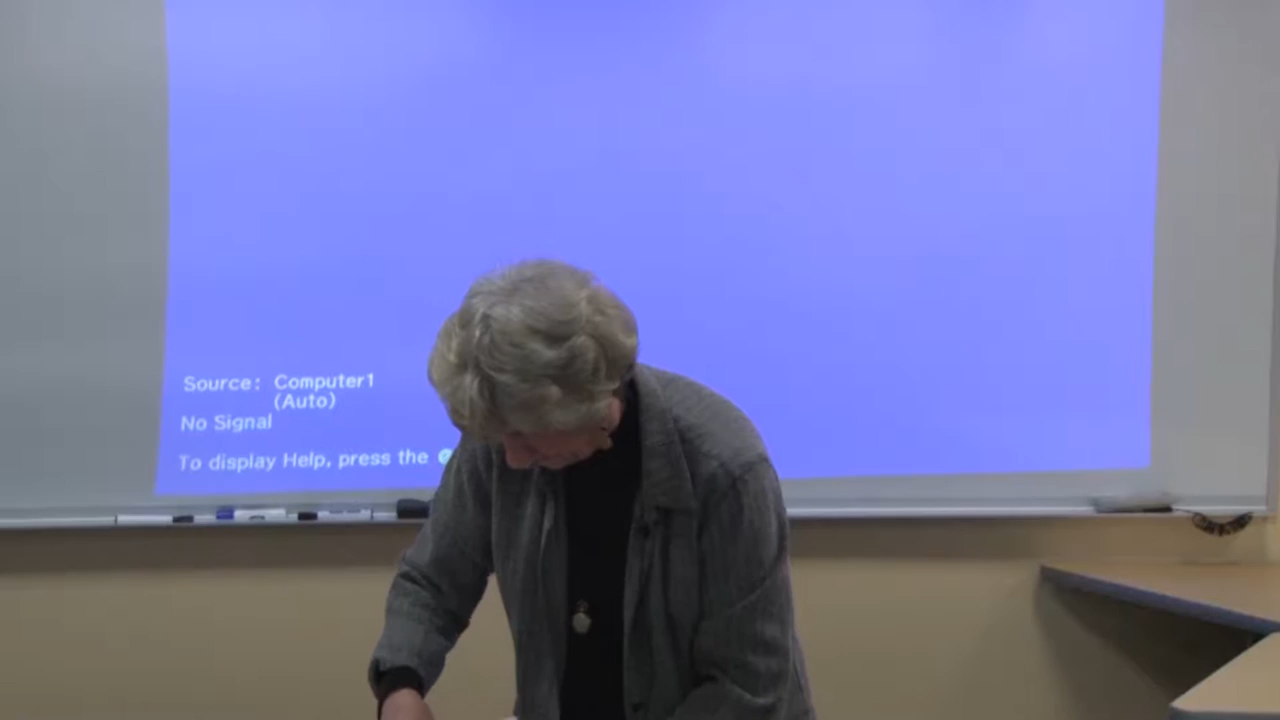 Source: Computer1
(Auto)
No Signal
To display Help, press the